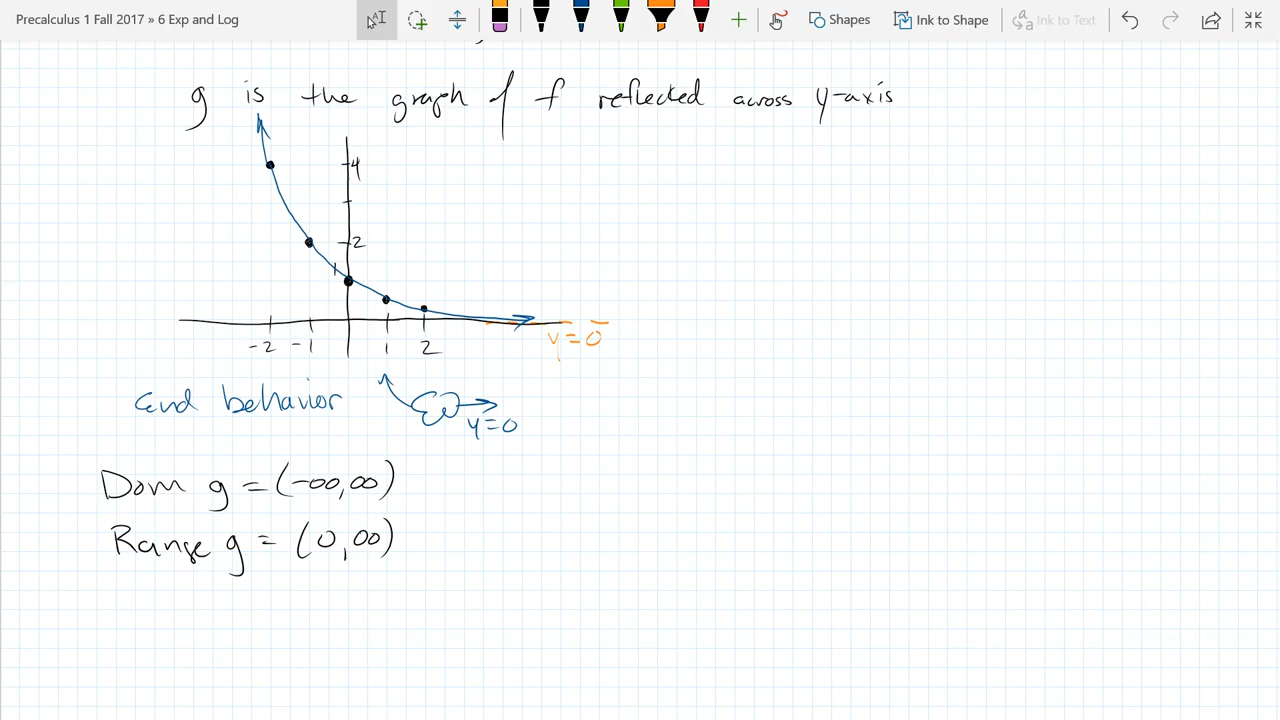 Precalculus 1 Fall 2017 » 6 Exp and Log
Shapes
Ink to Shape
Ink to Text
g is the graph of f reflected across y-axis
4
2
1
-2 -1 1 2
y=0
end behavior
y=0
Dom g = (-∞,∞)
Range g = (0,∞)